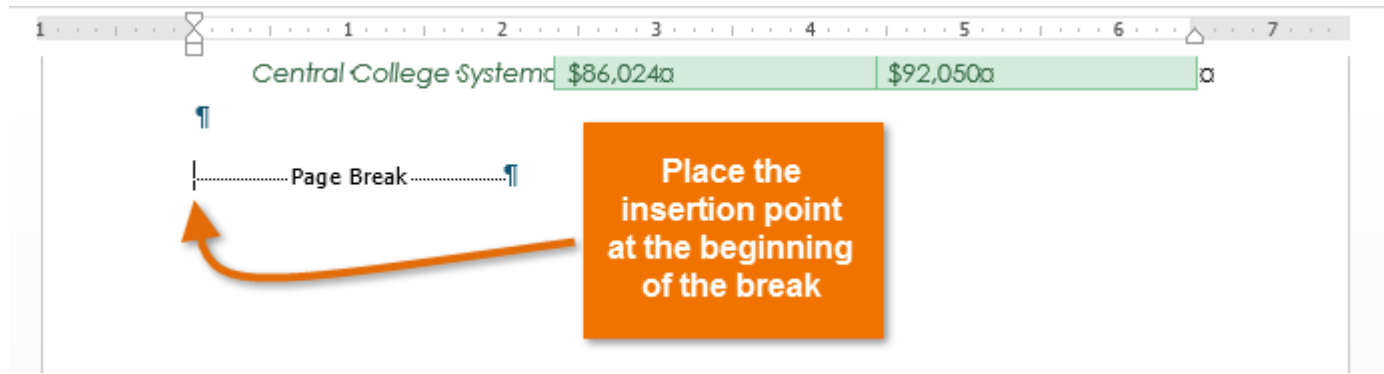 1 1 2 3 4 5 6 7
Central·College·System¤ $86,024¤ $92,050¤ ¤
¶
Page Break ¶
Place the
insertion point
at the beginning
of the break